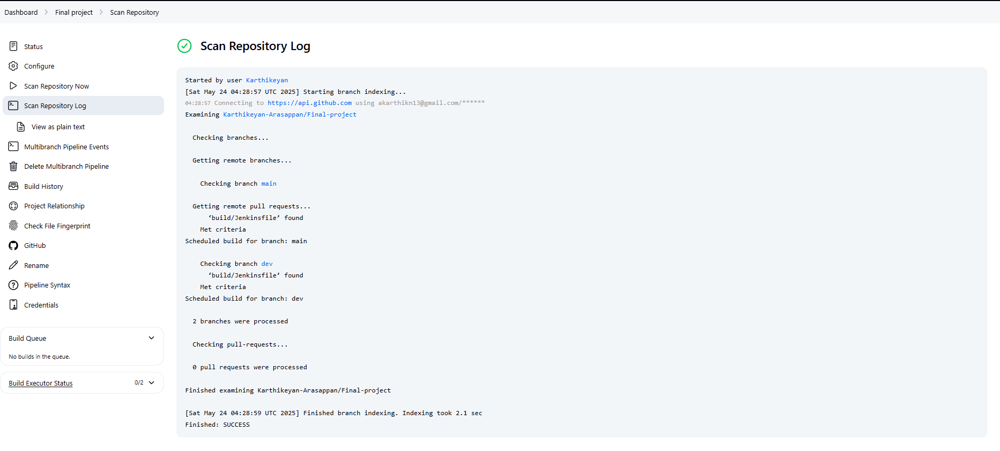 Dashboard > Final project > Scan Repository
Status
Configure
Scan Repository Now
Scan Repository Log
View as plain text
Multibranch Pipeline Events
Delete Multibranch Pipeline
Build History
Project Relationship
Check File Fingerprint
GitHub
Rename
Pipeline Syntax
Credentials
Build Queue
No builds in the queue.
Build Executor Status 0/2
Scan Repository Log
Started by user Karthikeyan
[Sat May 24 04:28:57 UTC 2025] Starting branch indexing...
04:28:57 Connecting to https://api.github.com using akarthikn13@gmail.com/******
Examining Karthikeyan-Arasappan/Final-project
Checking branches...
Getting remote branches...
Checking branch main
Getting remote pull requests...
‘build/Jenkinsfile’ found
Met criteria
Scheduled build for branch: main
Checking branch dev
‘build/Jenkinsfile’ found
Met criteria
Scheduled build for branch: dev
2 branches were processed
Checking pull-requests...
0 pull requests were processed
Finished examining Karthikeyan-Arasappan/Final-project
[Sat May 24 04:28:59 UTC 2025] Finished branch indexing. Indexing took 2.1 sec
Finished: SUCCESS